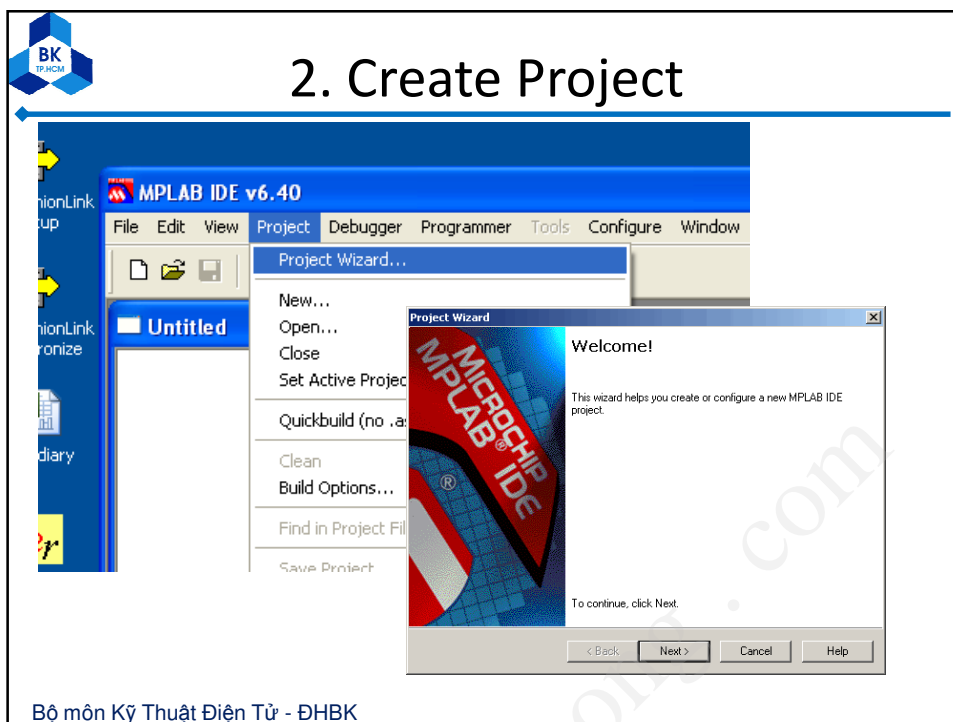 BK
TP.HCM
2. Create Project
MPLAB IDE v6.40
File Edit View Project Debugger Programmer Tools Configure Window
Project Wizard...
New...
Open...
Close
Set Active Projec
Quickbuild (no .a
Clean
Build Options...
Find in Project Fil
Save Project
Untitled
nionLink
tup
nionLink
ronize
diary
Project Wizard
MICROCHIP
MPLAB® IDE
®
Welcome!
This wizard helps you create or configure a new MPLAB IDE
project.
To continue, click Next.
< Back Next > Cancel Help
Bộ môn Kỹ Thuật Điện Tử - ĐHBK
ong . com